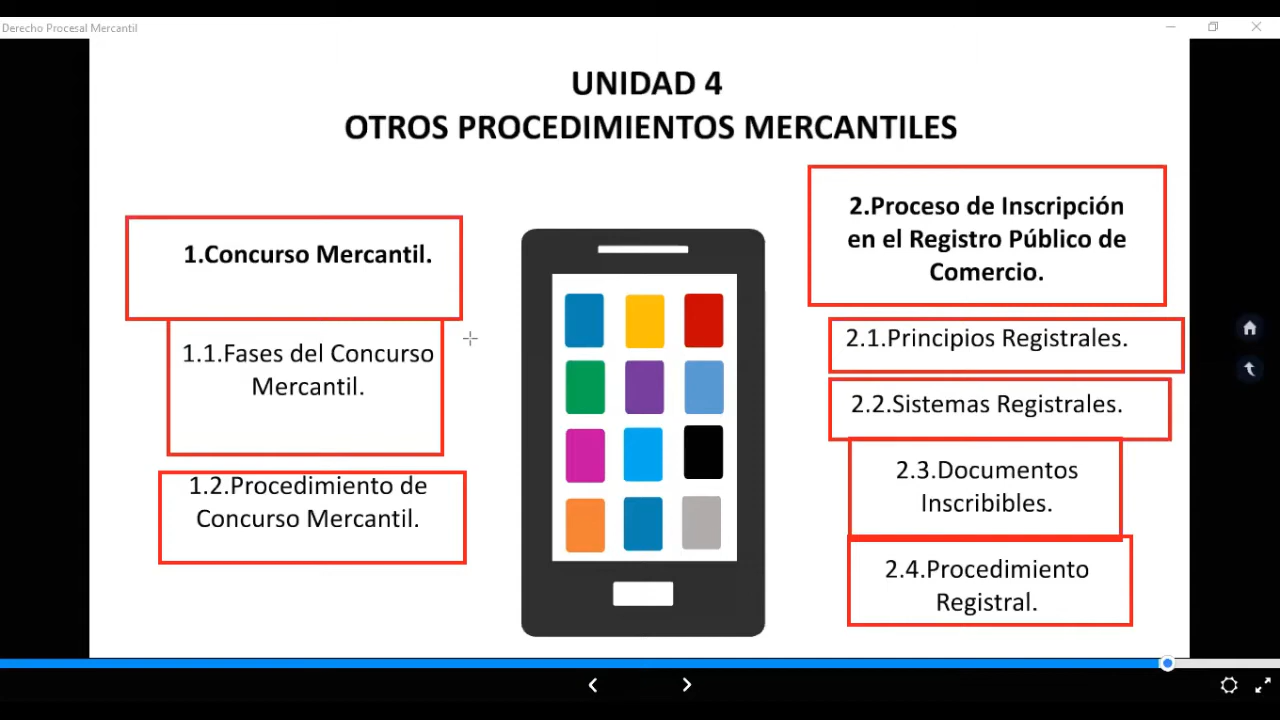 Derecho Procesal Mercantil
UNIDAD 4
OTROS PROCEDIMIENTOS MERCANTILES
1.Concurso Mercantil.
1.1.Fases del Concurso
Mercantil.
1.2.Procedimiento de
Concurso Mercantil.
2.Proceso de Inscripción
en el Registro Público de
Comercio.
2.1.Principios Registrales.
2.2.Sistemas Registrales.
2.3.Documentos
Inscribibles.
2.4.Procedimiento
Registral.